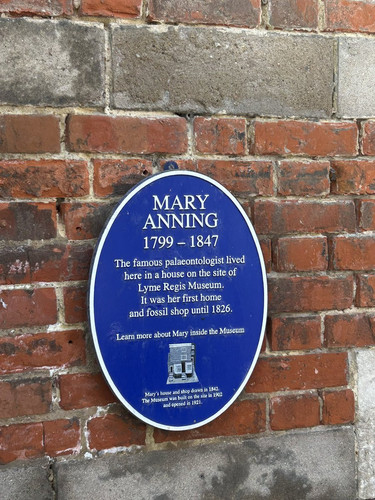 MARY
ANNING
1799 – 1847
The famous palaeontologist lived
here in a house on the site of
Lyme Regis Museum.
It was her first home
and fossil shop until 1826.
Learn more about Mary inside the Museum
Mary's house and shop drawn in 1842.
The Museum was built on the site in 1902
and opened in 1921.